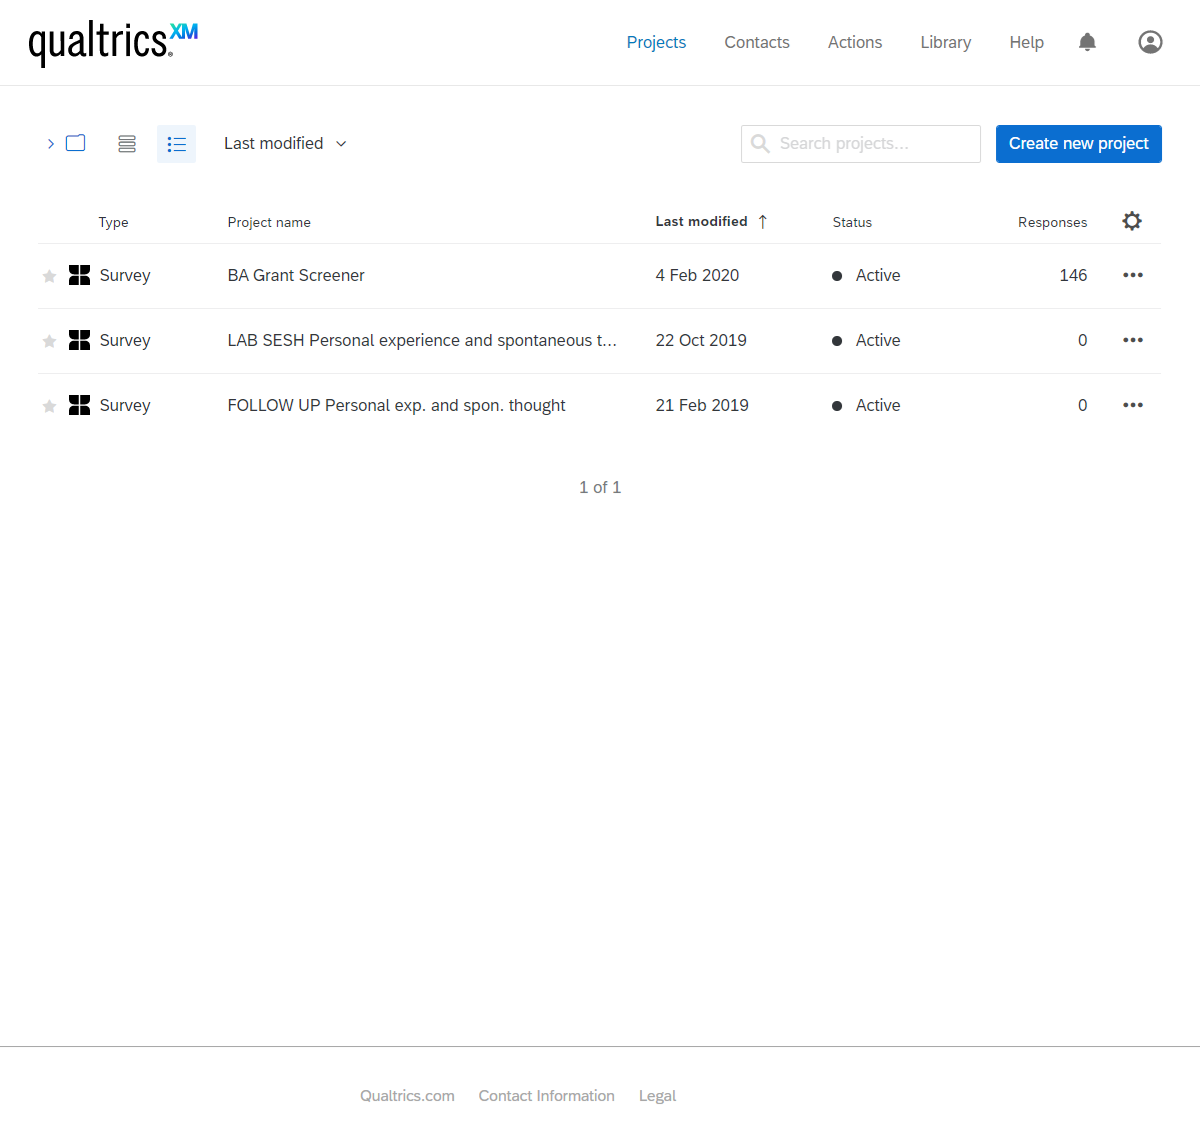 qualtrics XM
Projects Contacts Actions Library Help
Last modified Search projects... Create new project
Type Project name Last modified ↑ Status Responses
Survey BA Grant Screener 4 Feb 2020 Active 146
Survey LAB SESH Personal experience and spontaneous t... 22 Oct 2019 Active 0
Survey FOLLOW UP Personal exp. and spon. thought 21 Feb 2019 Active 0
1 of 1
Qualtrics.com Contact Information Legal